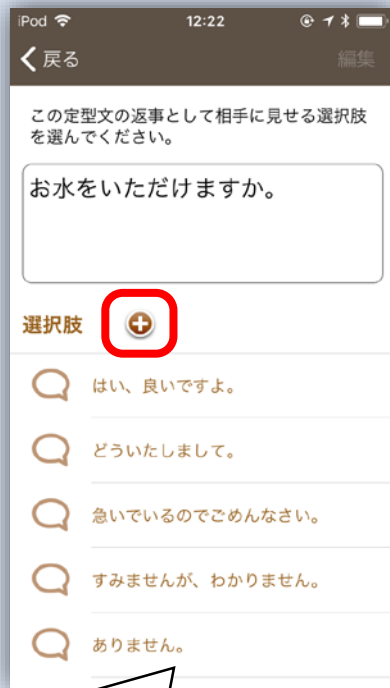 iPod 12:22
戻る 編集
この定型文の返事として相手に見せる選択肢
を選んでください。
お水をいただけますか。
選択肢
はい、良いですよ。
どういたしまして。
急いでいるのでごめんなさい。
すみませんが、わかりません。
ありません。